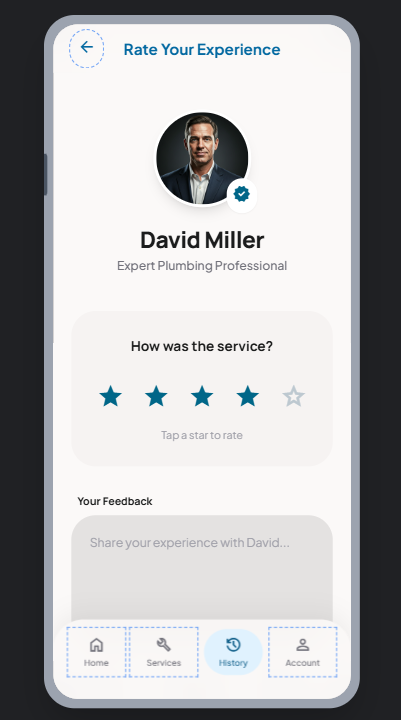 Rate Your Experience
David Miller
Expert Plumbing Professional
How was the service?
Tap a star to rate
Your Feedback
Share your experience with David...
Home
Services
History
Account